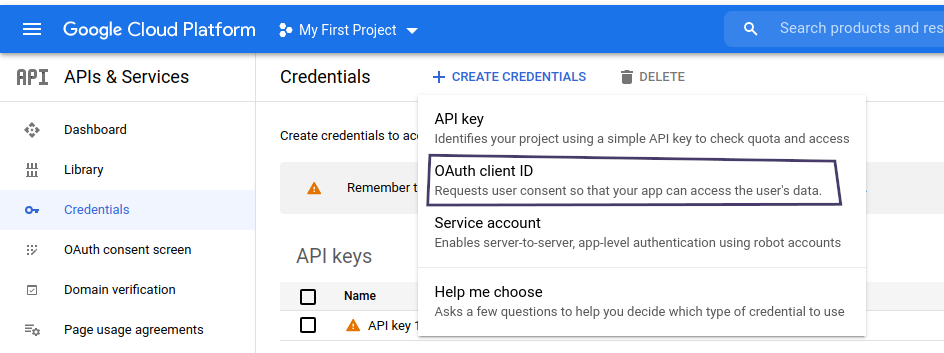 Google Cloud Platform
My First Project
Search products and res
API
APIs & Services
Credentials
CREATE CREDENTIALS
DELETE
Dashboard
Library
Credentials
OAuth consent screen
Domain verification
Page usage agreements
Create credentials to acc
Remember t
API key
Identifies your project using a simple API key to check quota and access
OAuth client ID
Requests user consent so that your app can access the user's data.
Service account
Enables server-to-server, app-level authentication using robot accounts
Help me choose
Asks a few questions to help you decide which type of credential to use
API keys
Name
API key 1